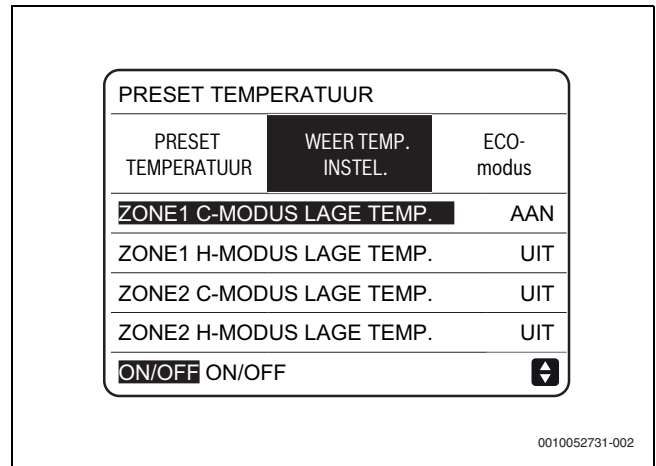 PRESET TEMPERATUUR
PRESET TEMPERATUUR
WEER TEMP. INSTEL.
ECO-modus
ZONE1 C-MODUS LAGE TEMP. AAN
ZONE1 H-MODUS LAGE TEMP. UIT
ZONE2 C-MODUS LAGE TEMP. UIT
ZONE2 H-MODUS LAGE TEMP. UIT
ON/OFF ON/OFF
0010052731-002